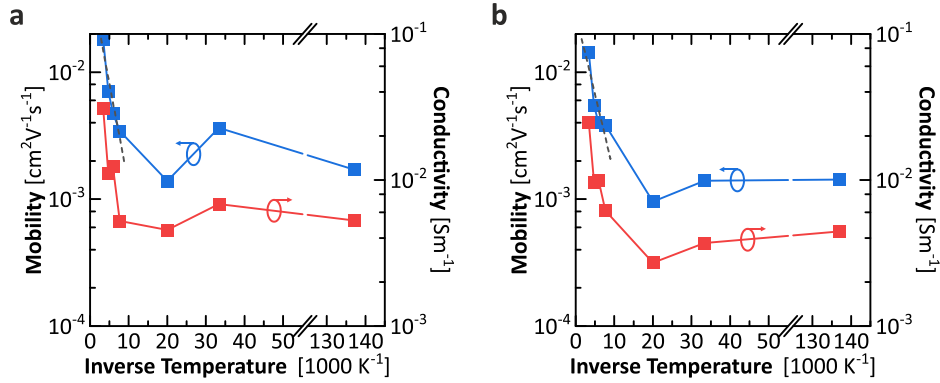 a
Mobility [cm²V⁻¹s⁻¹]
10⁻²
10⁻³
10⁻⁴
0 10 20 30 40 50 130 140
Inverse Temperature [1000 K⁻¹]
10⁻¹
10⁻²
10⁻³
Conductivity [Sm⁻¹]
b
Mobility [cm²V⁻¹s⁻¹]
10⁻²
10⁻³
10⁻⁴
0 10 20 30 40 50 130 140
Inverse Temperature [1000 K⁻¹]
10⁻¹
10⁻²
10⁻³
Conductivity [Sm⁻¹]